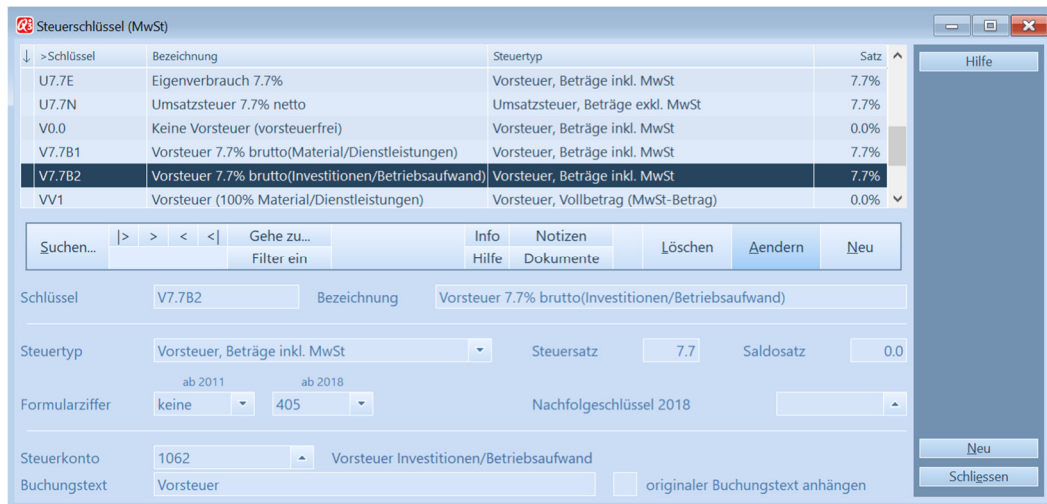 Steuerschlüssel (MwSt)
↓ >Schlüssel Bezeichnung Steuertyp Satz
U7.7E Eigenverbrauch 7.7% Vorsteuer, Beträge inkl. MwSt 7.7%
U7.7N Umsatzsteuer 7.7% netto Umsatzsteuer, Beträge exkl. MwSt 7.7%
V0.0 Keine Vorsteuer (vorsteuerfrei) Vorsteuer, Beträge inkl. MwSt 0.0%
V7.7B1 Vorsteuer 7.7% brutto(Material/Dienstleistungen) Vorsteuer, Beträge inkl. MwSt 7.7%
V7.7B2 Vorsteuer 7.7% brutto(Investitionen/Betriebsaufwand) Vorsteuer, Beträge inkl. MwSt 7.7%
VV1 Vorsteuer (100% Material/Dienstleistungen) Vorsteuer, Vollbetrag (MwSt-Betrag) 0.0%
Hilfe
Suchen... |> > < <| Gehe zu... Info Notizen Löschen Aendern Neu
Filter ein Hilfe Dokumente
Schlüssel V7.7B2 Bezeichnung Vorsteuer 7.7% brutto(Investitionen/Betriebsaufwand)
Steuertyp Vorsteuer, Beträge inkl. MwSt Steuersatz 7.7 Saldosatz 0.0
ab 2011 ab 2018
Formularziffer keine 405 Nachfolgeschlüssel 2018
Steuerkonto 1062 Vorsteuer Investitionen/Betriebsaufwand
Buchungstext Vorsteuer originaler Buchungstext anhängen
Neu
Schliessen